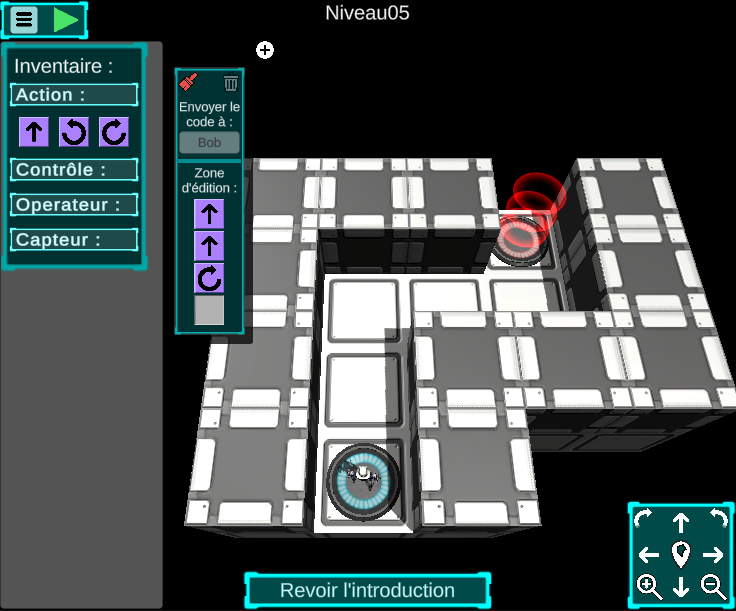 Niveau05
Inventaire :
Action :
Contrôle :
Operateur :
Capteur :
Envoyer le
code à :
Bob
Zone
d'édition :
Revoir l'introduction